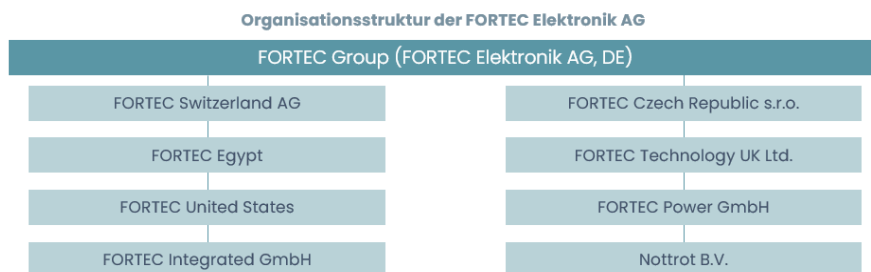 Organisationsstruktur der FORTEC Elektronik AG
FORTEC Group (FORTEC Elektronik AG, DE)
FORTEC Switzerland AG
FORTEC Egypt
FORTEC United States
FORTEC Integrated GmbH
FORTEC Czech Republic s.r.o.
FORTEC Technology UK Ltd.
FORTEC Power GmbH
Nottrot B.V.